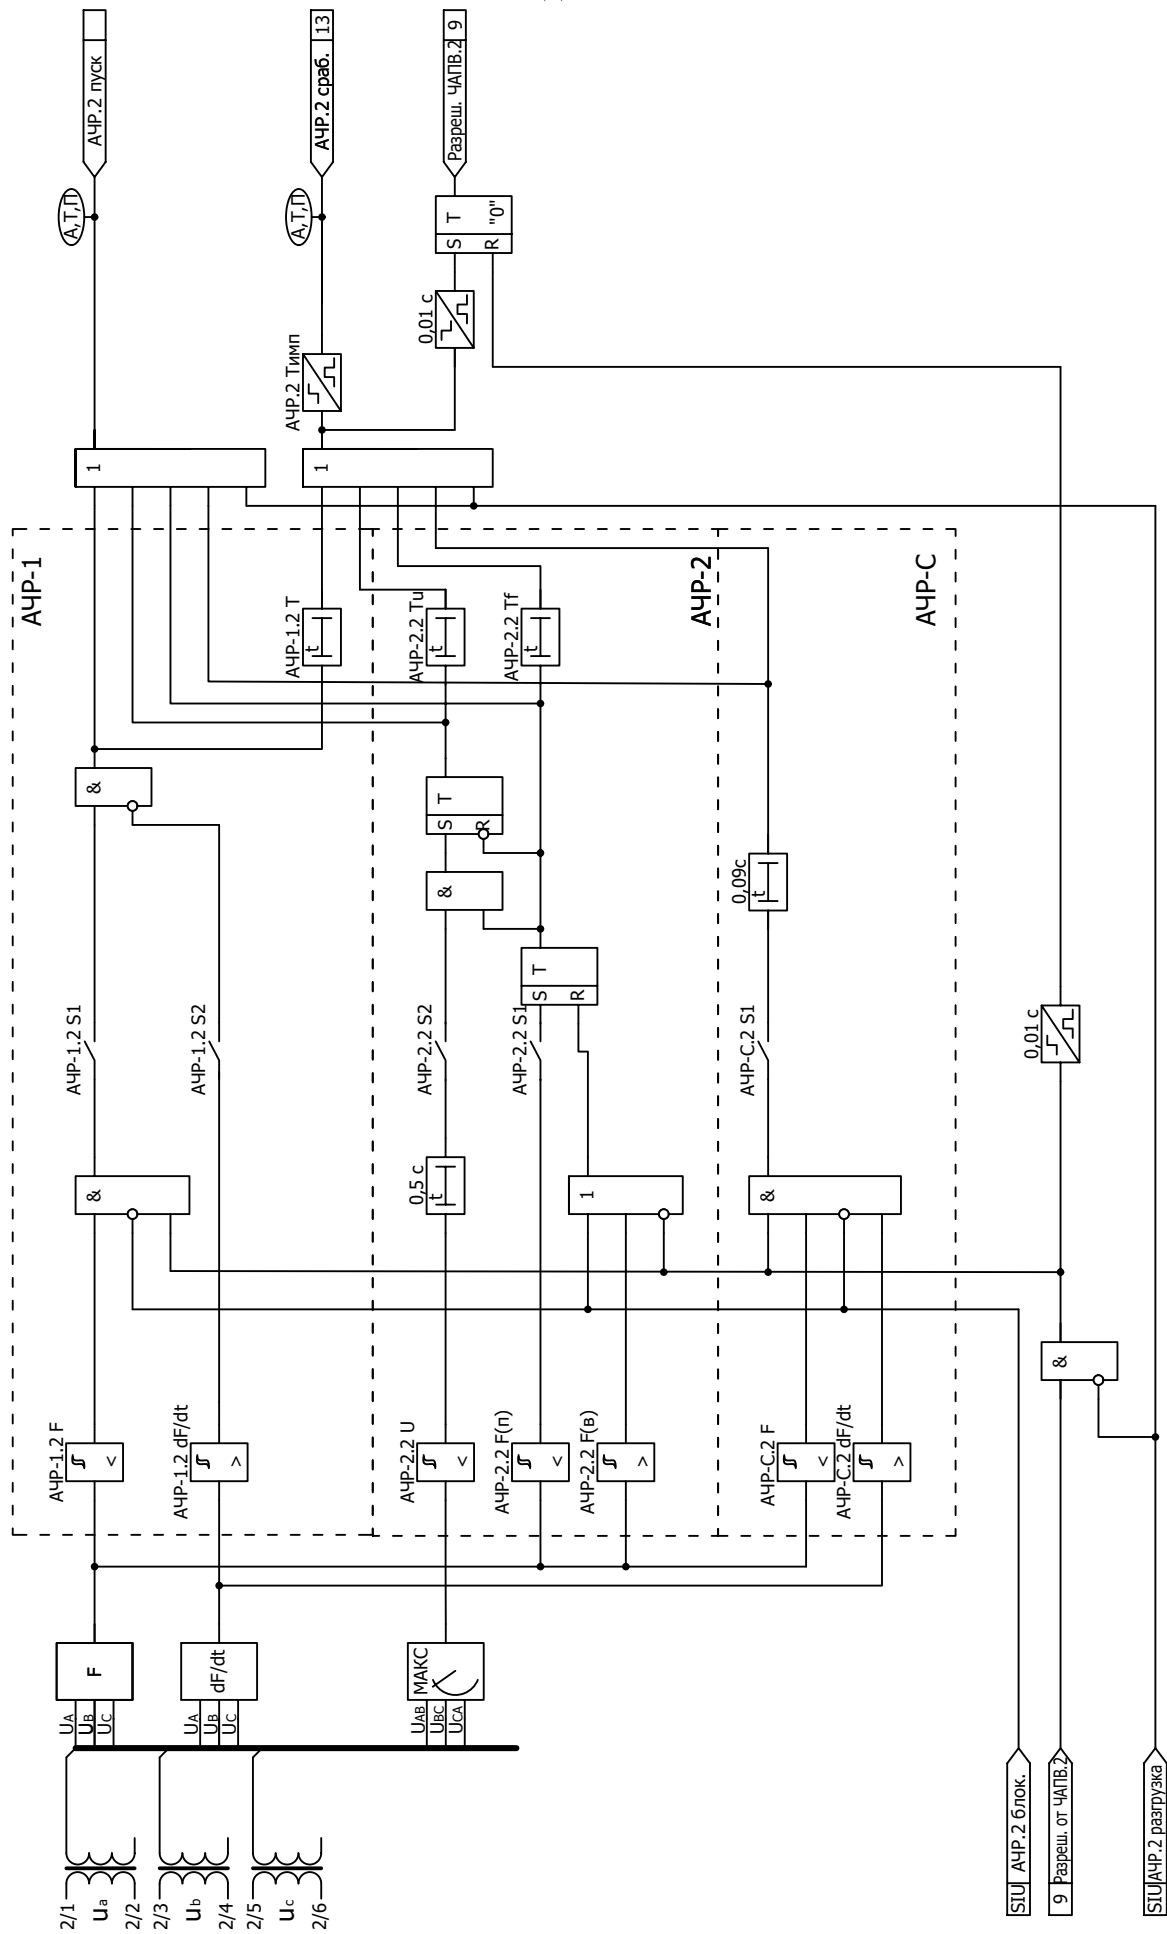 2/1
2/2
2/3
2/4
2/5
2/6
ua
ub
uc
UA
UB
UC
F
UA
UB
UC
dF/dt
UAB
UBC
UCA
МАКС
SIU АЧР.2 блок.
9 Разреш. от ЧАПВ.2
SIU АЧР.2 разгрузка
АЧР-1
АЧР-1.2 F
<
АЧР-1.2 dF/dt
>
&
АЧР-1.2 S1
АЧР-1.2 S2
&
АЧР-1.2 T
t
АЧР-2
АЧР-2.2 U
<
АЧР-2.2 F(п)
<
АЧР-2.2 F(в)
>
0,5 с
t
1
АЧР-2.2 S2
АЧР-2.2 S1
S T
R
&
S T
R
АЧР-2.2 Tu
t
АЧР-2.2 Tf
t
АЧР-С
АЧР-С.2 F
<
АЧР-С.2 dF/dt
>
&
АЧР-С.2 S1
0,09с
t
&
0,01 с
1
1
АЧР.2 Тимп
0,01 с
S T
R "0"
А,Т,П
А,Т,П
АЧР.2 пуск
АЧР.2 сраб. 13
Разреш. ЧАПВ.2 9